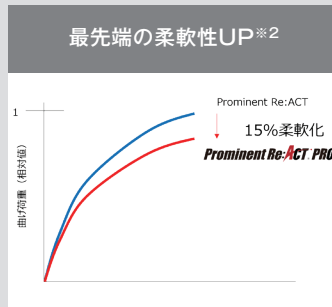 最先端の柔軟性UP※2
1
曲げ荷重（相対値）
Prominent Re:ACT
15%柔軟化
Prominent Re:ACT PRO